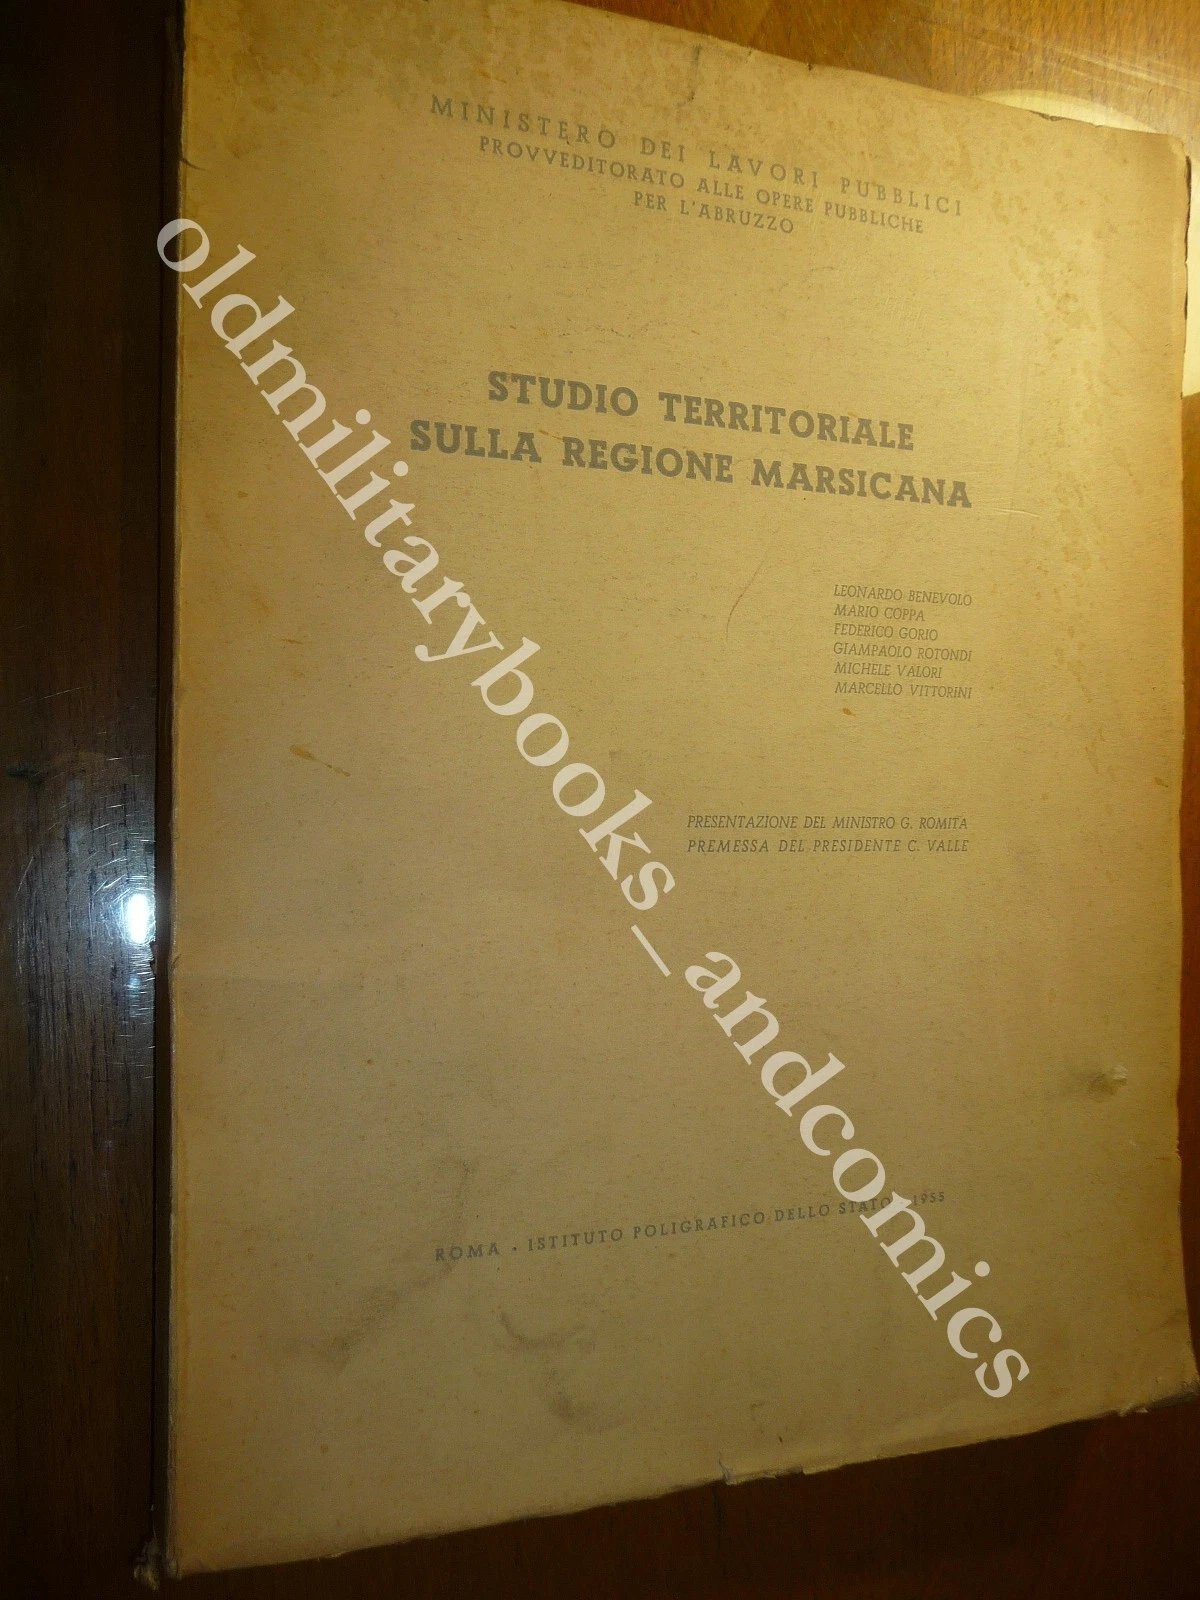 MINISTERO DEI LAVORI PUBBLICI
PROVVEDITORATO ALLE OPERE PUBBLICHE
PER L'ABRUZZO
STUDIO TERRITORIALE
SULLA REGIONE MARSICANA
LEONARDO BENEVOLO
MARIO COPPA
FEDERICO GORIO
GIAMPAOLO ROTONDI
MICHELE VALORI
MARCELLO VITTORINI
PRESENTAZIONE DEL MINISTRO G. ROMITA
PREMESSA DEL PRESIDENTE C. VALLE
ROMA - ISTITUTO POLIGRAFICO DELLO STATO - 1955
oldmilitarybooks_andcomics